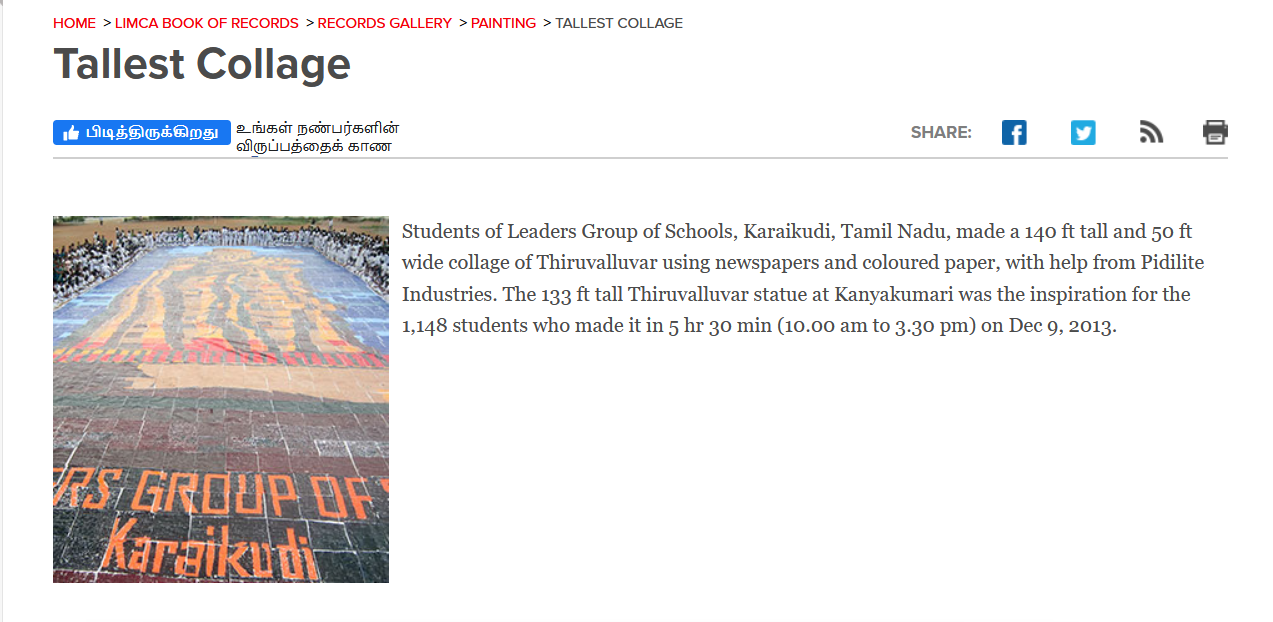 HOME > LIMCA BOOK OF RECORDS > RECORDS GALLERY > PAINTING > TALLEST COLLAGE
Tallest Collage
பிடித்திருக்கிறது உங்கள் நண்பர்களின்
விருப்பத்தைக் காண
SHARE:
Students of Leaders Group of Schools, Karaikudi, Tamil Nadu, made a 140 ft tall and 50 ft
wide collage of Thiruvalluvar using newspapers and coloured paper, with help from Pidilite
Industries. The 133 ft tall Thiruvalluvar statue at Kanyakumari was the inspiration for the
1,148 students who made it in 5 hr 30 min (10.00 am to 3.30 pm) on Dec 9, 2013.
RS GROUP OF
Karaikudi